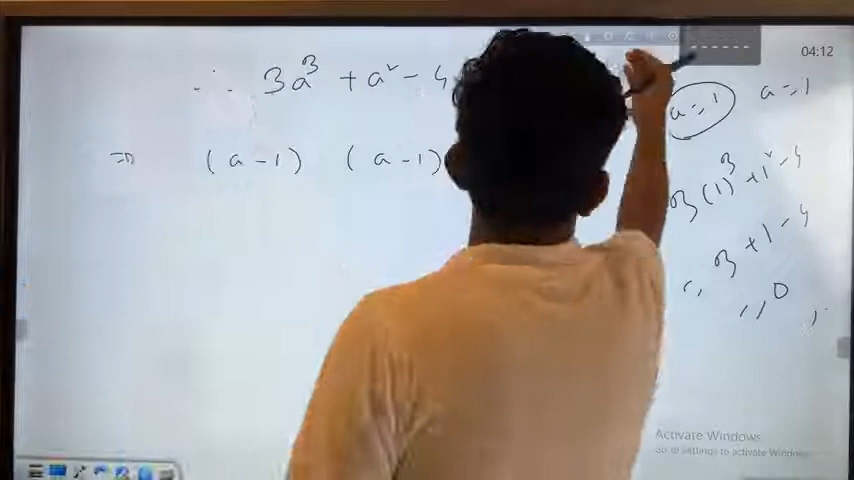 04:12
∴ 3a³ + a² - 4
a = 1
a = 1
⇒ (a - 1) (a - 1)
3(1)³ + 1² - 4
= 3 + 1 - 4
= 0
Activate Windows
Go to Settings to activate Windows.